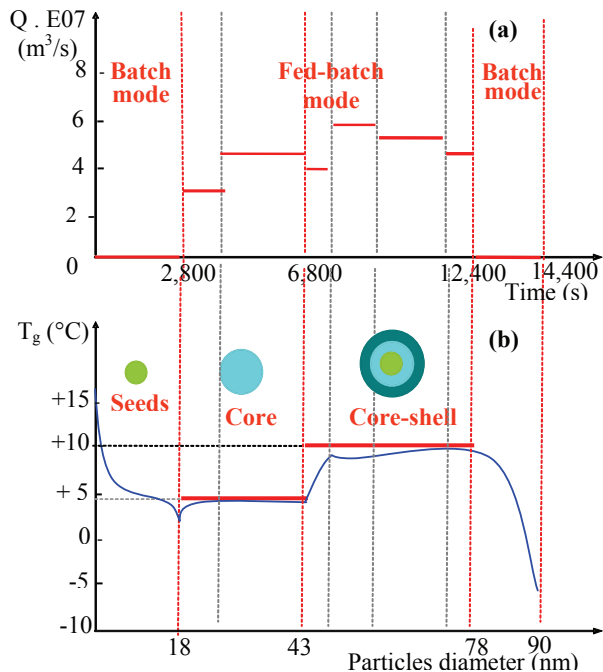 Q . E07
(m³/s)
(a)
Batch
mode
Fed-batch
mode
Batch
mode
8
6
4
2
0
2,800
6,800
12,400
14,400
Time (s)
T_g (°C)
(b)
Seeds
Core
Core-shell
+15
+10
+ 5
0
-5
-10
18
43
78
90
Particles diameter (nm)